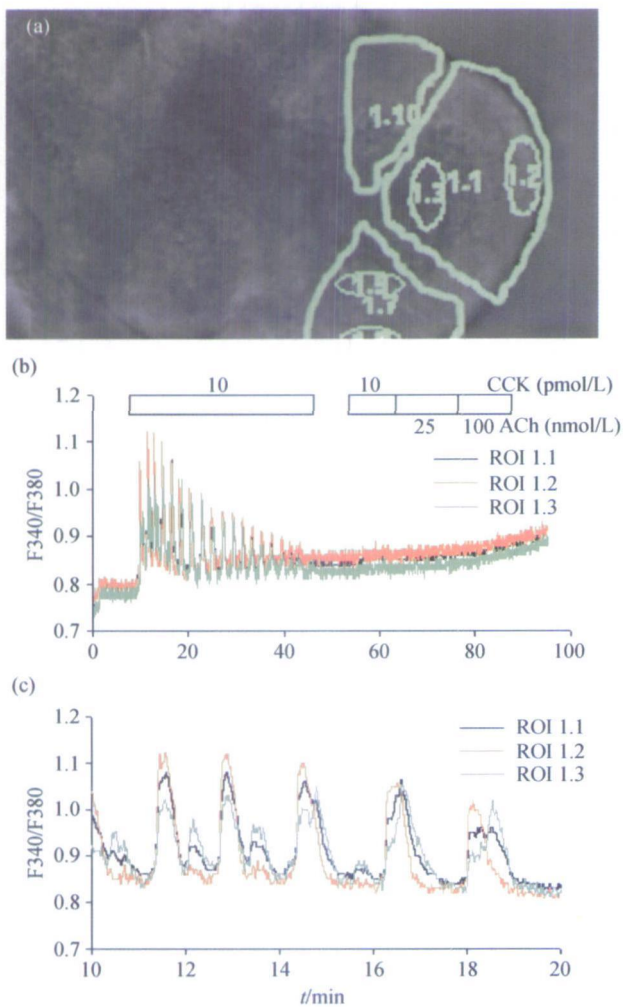 (a)
1.10
1.3
1.1
1.2
1.7
(b)
10
10
CCK (pmol/L)
25
100
ACh (nmol/L)
1.2
1.1
1.0
0.9
0.8
0.7
F340/F380
ROI 1.1
ROI 1.2
ROI 1.3
0
20
40
60
80
100
(c)
1.2
1.1
1.0
0.9
0.8
0.7
F340/F380
ROI 1.1
ROI 1.2
ROI 1.3
10
12
14
16
18
20
t/min